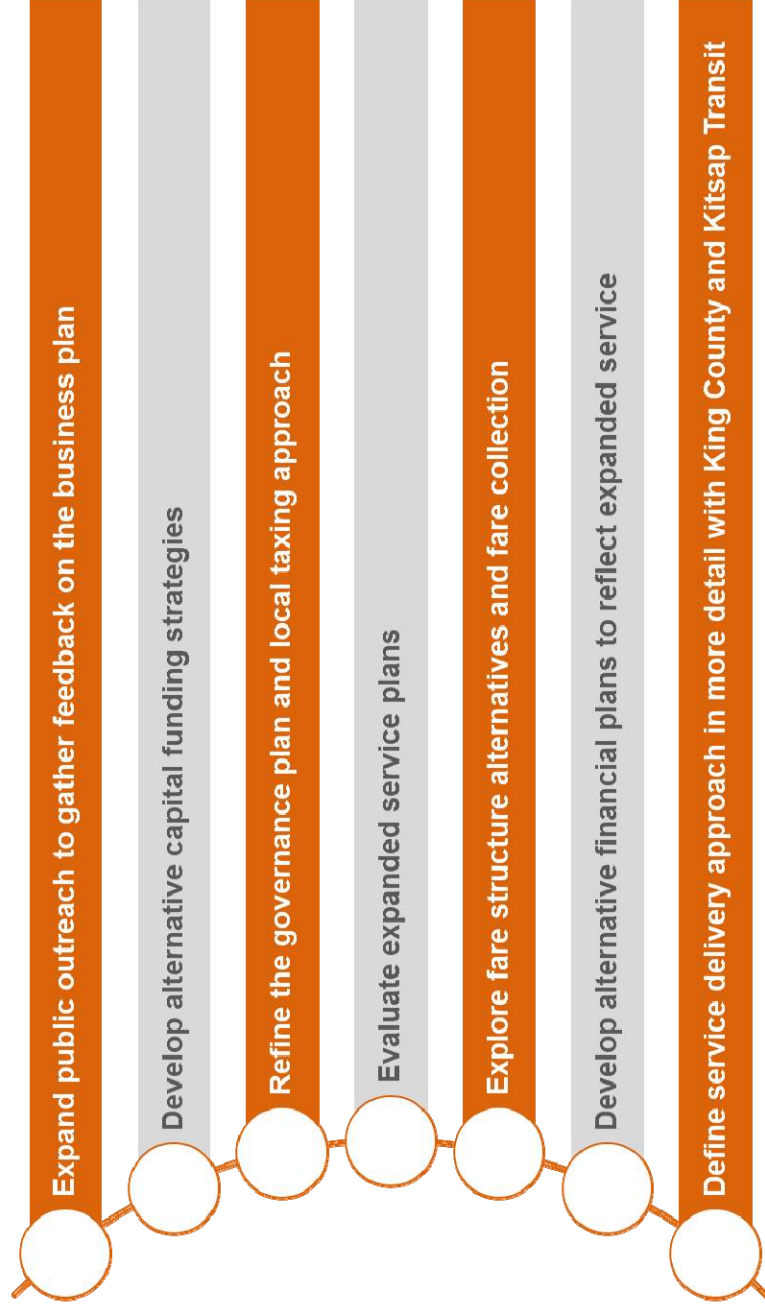 Expand public outreach to gather feedback on the business plan
Develop alternative capital funding strategies
Refine the governance plan and local taxing approach
Evaluate expanded service plans
Explore fare structure alternatives and fare collection
Develop alternative financial plans to reflect expanded service
Define service delivery approach in more detail with King County and Kitsap Transit